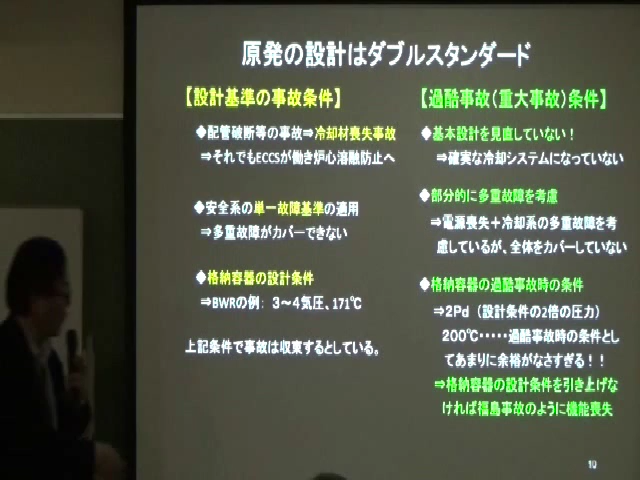 原発の設計はダブルスタンダード
【設計基準の事故条件】
◆配管破断等の事故⇒冷却材喪失事故
⇒それでもECCSが働き炉心溶融防止へ
◆安全系の単一故障基準の適用
⇒多重故障がカバーできない
◆格納容器の設計条件
⇒BWRの例： 3～4気圧、171℃
上記条件で事故は収束するとしている。
【過酷事故（重大事故）条件】
◆基本設計を見直していない！
⇒確実な冷却システムになっていない
◆部分的に多重故障を考慮
⇒電源喪失＋冷却系の多重故障を考
慮しているが、全体をカバーしていない
◆格納容器の過酷事故時の条件
⇒2Pd（設計条件の2倍の圧力）
200℃‥‥‥過酷事故時の条件とし
てあまりに余裕がなさすぎる！！
⇒格納容器の設計条件を引き上げな
ければ福島事故のように機能喪失
10